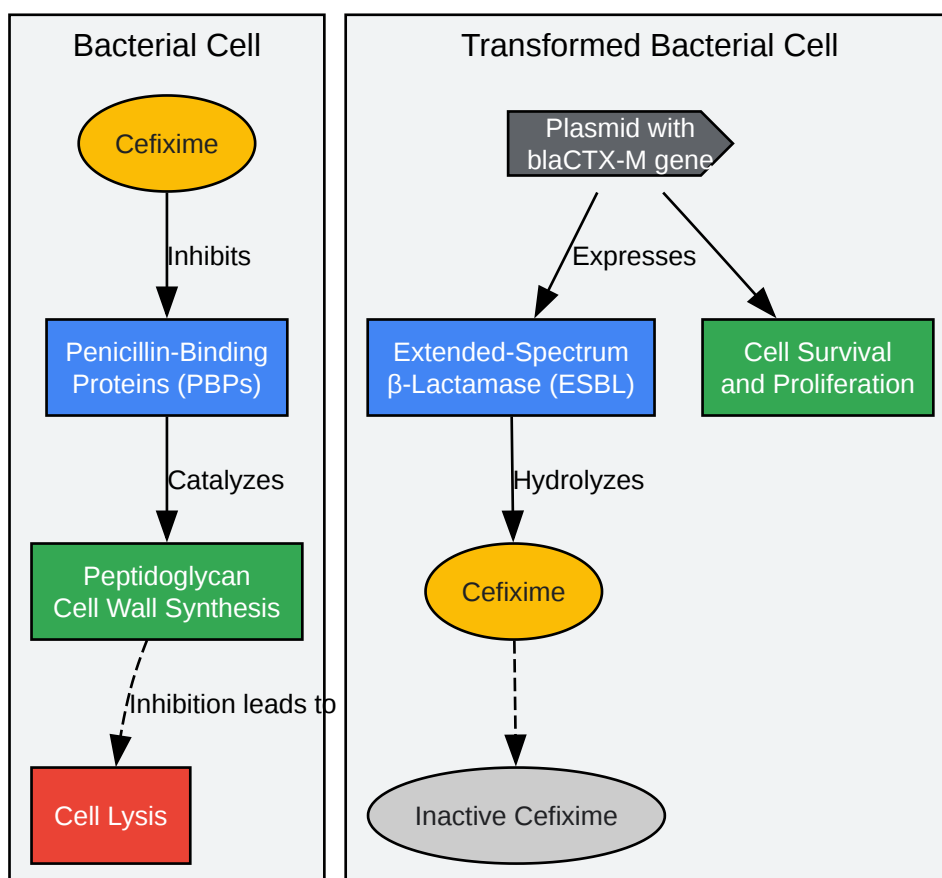 Bacterial Cell
Cefixime
Inhibits
Penicillin-Binding
Proteins (PBPs)
Catalyzes
Peptidoglycan
Cell Wall Synthesis
Inhibition leads to
Cell Lysis
Transformed Bacterial Cell
Plasmid with
blaCTX-M gene
Expresses
Extended-Spectrum
β-Lactamase (ESBL)
Cell Survival
and Proliferation
Hydrolyzes
Cefixime
Inactive Cefixime